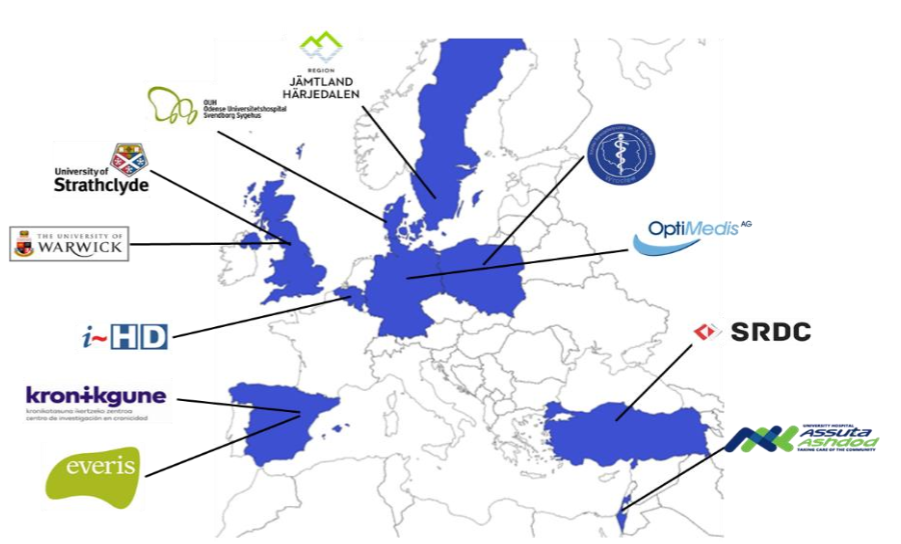 REGION
JÄMTLAND
HÄRJEDALEN
OUH
Odense Universitetshospital
Svendborg Sygehus
University of
Strathclyde
THE UNIVERSITY OF
WARWICK
OptiMedis AG
i~HD
SRDC
kronikgune
kronikotasuna ikertzeko zentroa
centro de investigación en cronicidad
UNIVERSITY HOSPITAL
ASSUTA
ASHDOD
TAKING CARE OF THE COMMUNITY
everis